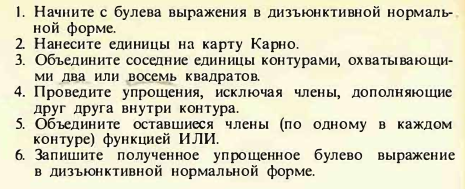 1. Начните с булева выражения в дизъюнктивной нормаль-
ной форме.
2. Нанесите единицы на карту Карно.
3. Объедините соседние единицы контурами, охватывающи-
ми два или восемь квадратов.
4. Проведите упрощения, исключая члены, дополняющие
друг друга внутри контура.
5. Объедините оставшиеся члены (по одному в каждом
контуре) функцией ИЛИ.
6. Запишите полученное упрощенное булево выражение
в дизъюнктивной нормальной форме.